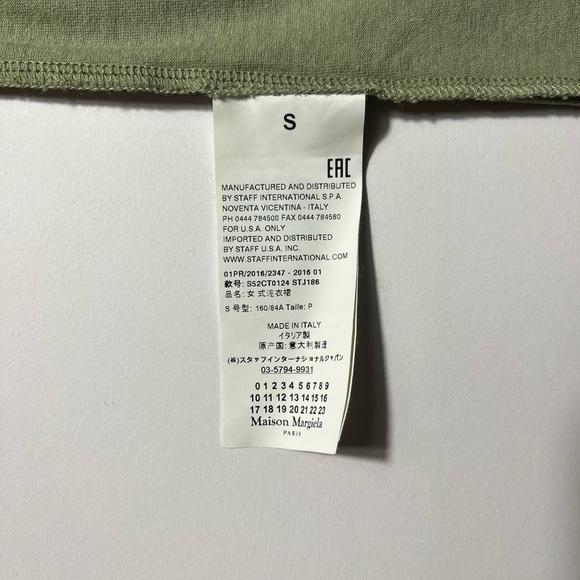 S
EAC
MANUFACTURED AND DISTRIBUTED
BY STAFF INTERNATIONAL S.P.A.
NOVENTA VICENTINA - ITALY
PH 0444 784500 FAX 0444 784580
FOR U.S.A. ONLY
IMPORTED AND DISTRIBUTED
BY STAFF U.S.A. INC.
WWW.STAFFINTERNATIONAL.COM
01PR/2016/2347 - 2016 01
款号: S52CT0124 STJ186
品名: 女 式连衣裙
S 号型: 160/84A Taille: P
MADE IN ITALY
イタリア製
原产国: 意大利製造
(株)スタッフインターナショナルジャパン
03-5794-9931
0 1 2 3 4 5 6 7 8 9
10 11 12 13 14 15 16
17 18 19 20 21 22 23
Maison Margiela
PARIS